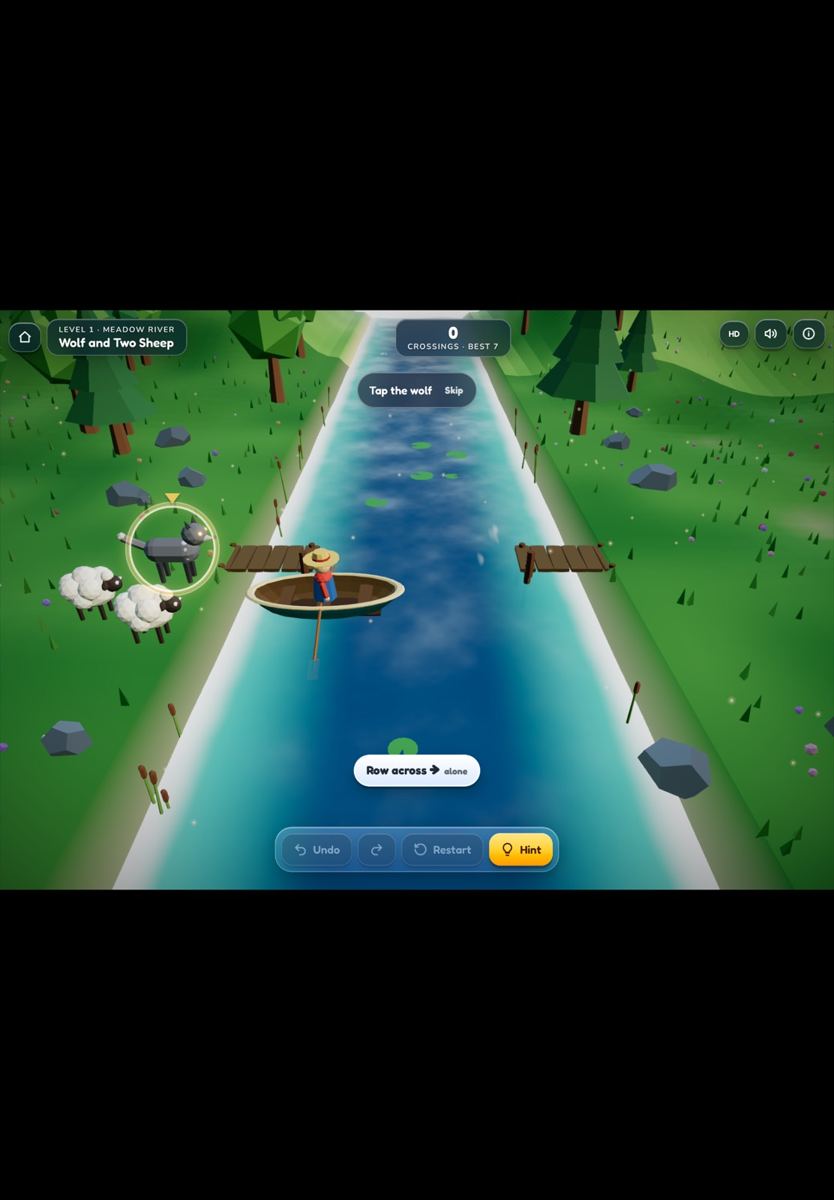 LEVEL 1 · MEADOW RIVER
Wolf and Two Sheep
0
CROSSINGS · BEST 7
HD
Tap the wolf Skip
Row across → alone
Undo
Restart
Hint